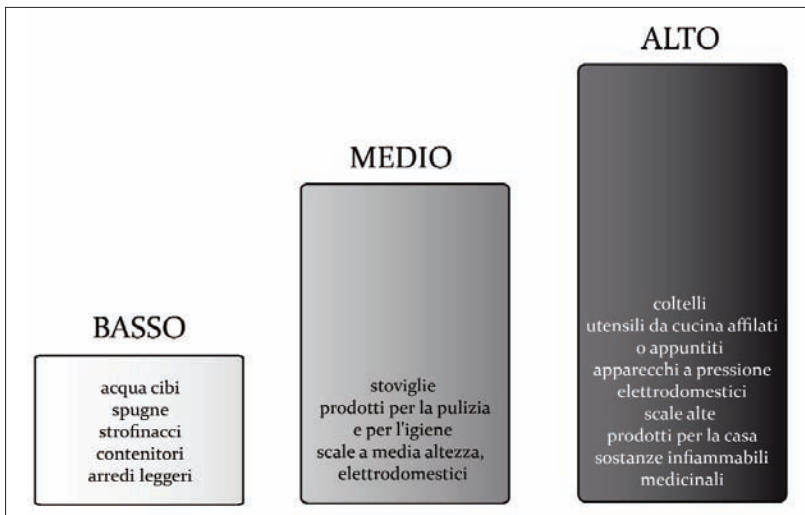 BASSO
acqua cibi
spugne
strofinacci
contenitori
arredi leggeri
MEDIO
stoviglie
prodotti per la pulizia
e per l'igiene
scale a media altezza,
elettrodomestici
ALTO
coltelli
utensili da cucina affilati
o appuntiti
apparecchi a pressione
elettrodomestici
scale alte
prodotti per la casa
sostanze infiammabili
medicinali